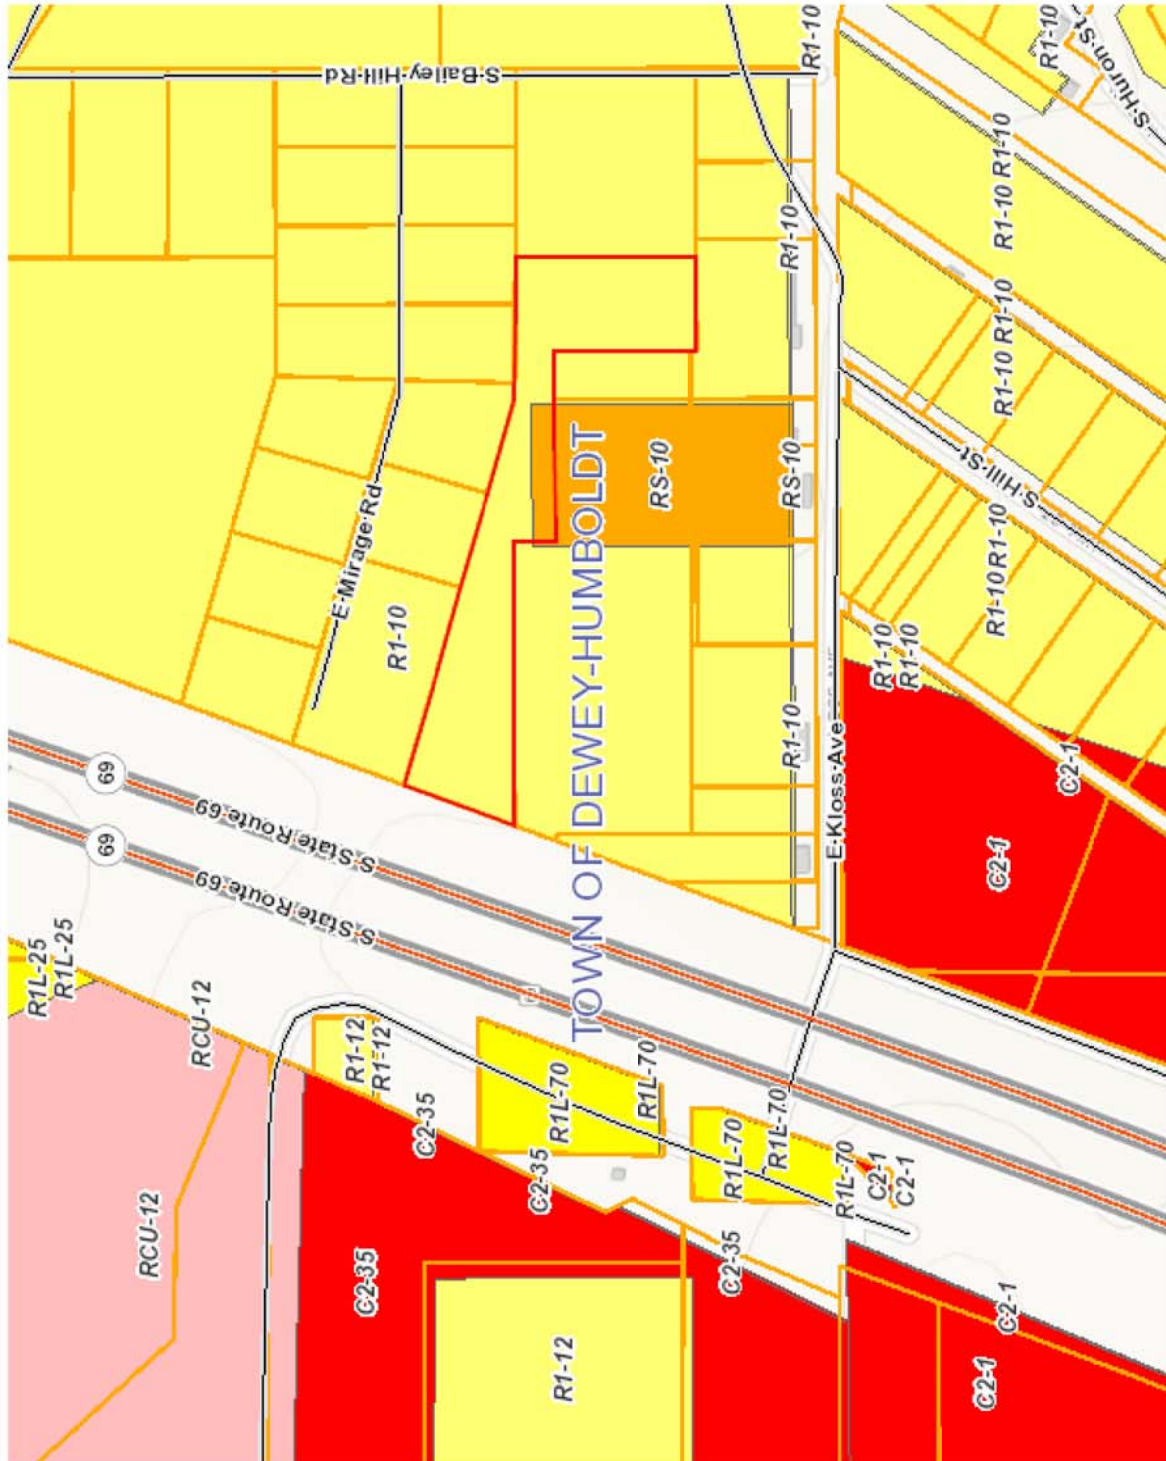 R1-10
S Bailey Hill Rd
R1-10
S Huron St
R1-10
R1-10
R1-10
R1-10
R1-10
R1-10
E Mirage Rd
TOWN OF DEWEY-HUMBOLDT
RS-10
RS-10
S Hill St
R1-10
R1-10
R1-10
R1-10
R1-10
R1-10
69
S State Route 69
69
S State Route 69
E Kloss Ave
C2-1
C2-1
R1L-25
R1L-25
RCU-12
R1-12
R1-12
C2-35
R1L-70
R1L-70
C2-35
R1L-70
R1L-70
R1L-70
C2-1
C2-1
RCU-12
C2-35
C2-35
R1-12
C2-1
C2-1